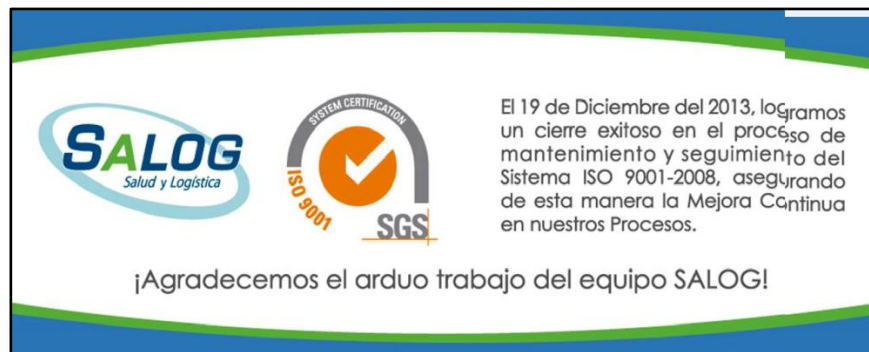 SALOG
Salud y Logística
SYSTEM CERTIFICATION
ISO 9001
SGS
El 19 de Diciembre del 2013, logramos
un cierre exitoso en el proceso de
mantenimiento y seguimiento del
Sistema ISO 9001-2008, asegurando
de esta manera la Mejora Continua
en nuestros Procesos.
¡Agradecemos el arduo trabajo del equipo SALOG!